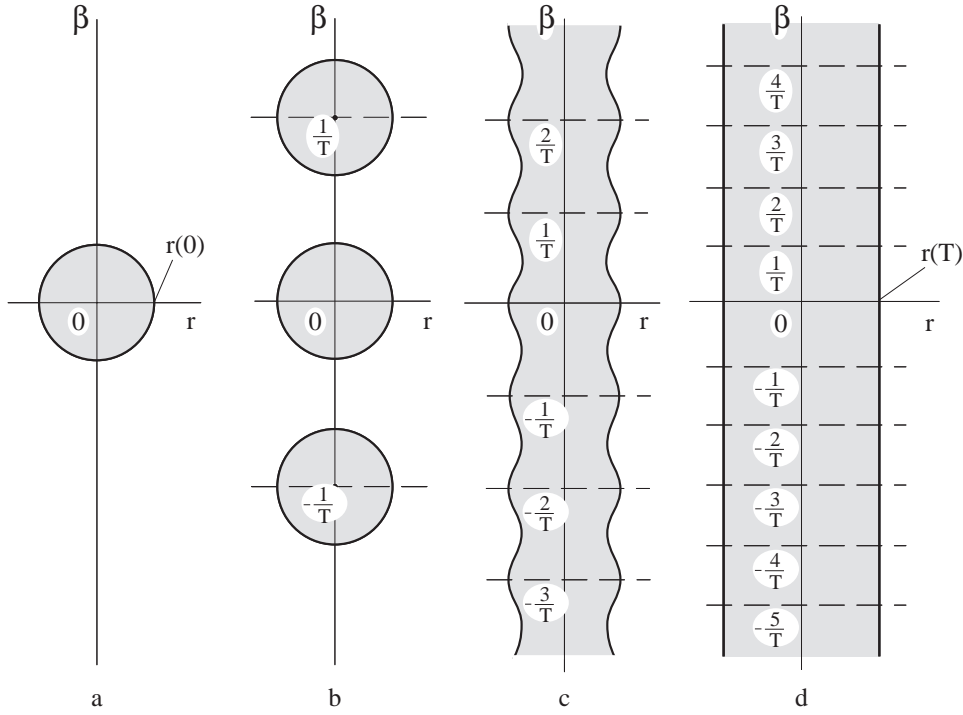 β
r(0)
0
r
a
β
1/T
0
r
-1/T
b
β
2/T
1/T
0
r
-1/T
-2/T
-3/T
c
β
4/T
3/T
2/T
1/T
r(T)
0
r
-1/T
-2/T
-3/T
-4/T
-5/T
d